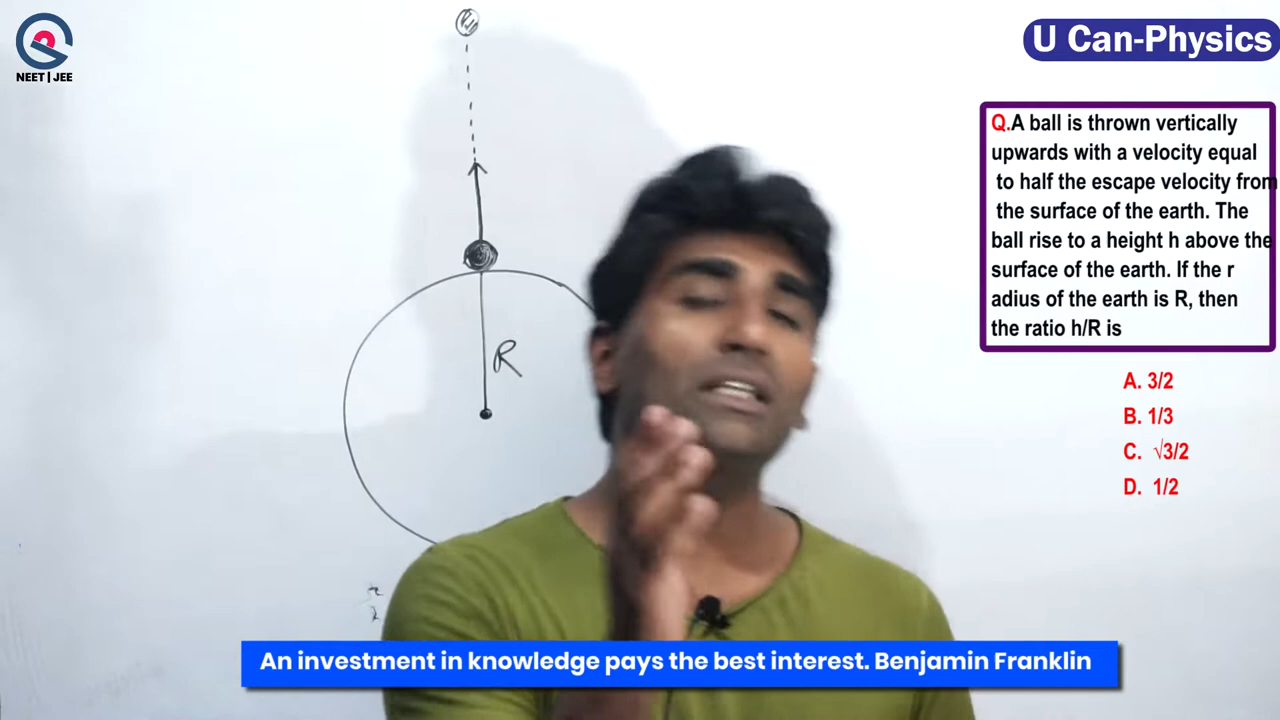 NEET | JEE
U Can-Physics
Q.A ball is thrown vertically
upwards with a velocity equal
to half the escape velocity from
the surface of the earth. The
ball rise to a height h above the
surface of the earth. If the r
adius of the earth is R, then
the ratio h/R is
A. 3/2
B. 1/3
C. √3/2
D. 1/2
R
An investment in knowledge pays the best interest. Benjamin Franklin